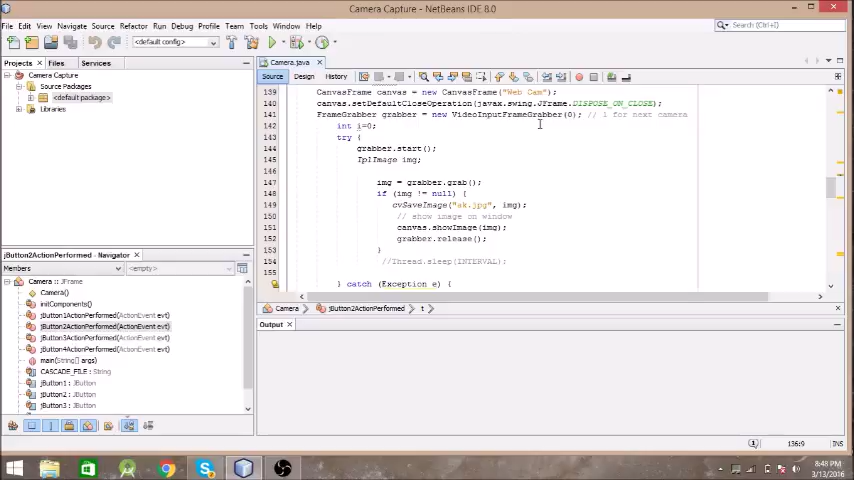 Camera Capture - NetBeans IDE 8.0
File Edit View Navigate Source Refactor Run Debug Profile Team Tools Window Help
Search (Ctrl+I)
<default config>
Projects Files Services
Camera Capture
Source Packages
<default package>
Libraries
Camera.java
Source Design History
139 CanvasFrame canvas = new CanvasFrame("Web Cam");
140 canvas.setDefaultCloseOperation(javax.swing.JFrame.DISPOSE_ON_CLOSE);
141 FrameGrabber grabber = new VideoInputFrameGrabber(0); // 1 for next camera
142 int i=0;
143 try {
144 grabber.start();
145 IplImage img;
146
147 img = grabber.grab();
148 if (img != null) {
149 cvSaveImage("ak.jpg", img);
150 // show image on window
151 canvas.showImage(img);
152 grabber.release();
153 }
154 //Thread.sleep(INTERVAL);
155
} catch (Exception e) {
jButton2ActionPerformed - Navigator
Members <empty>
Camera :: JFrame
Camera()
initComponents()
jButton1ActionPerformed(ActionEvent evt)
jButton2ActionPerformed(ActionEvent evt)
jButton3ActionPerformed(ActionEvent evt)
jButton4ActionPerformed(ActionEvent evt)
main(String[] args)
CASCADE_FILE : String
jButton1 : JButton
jButton2 : JButton
jButton3 : JButton
Camera jButton2ActionPerformed t
Output
136:9 INS
8:48 PM
3/13/2016